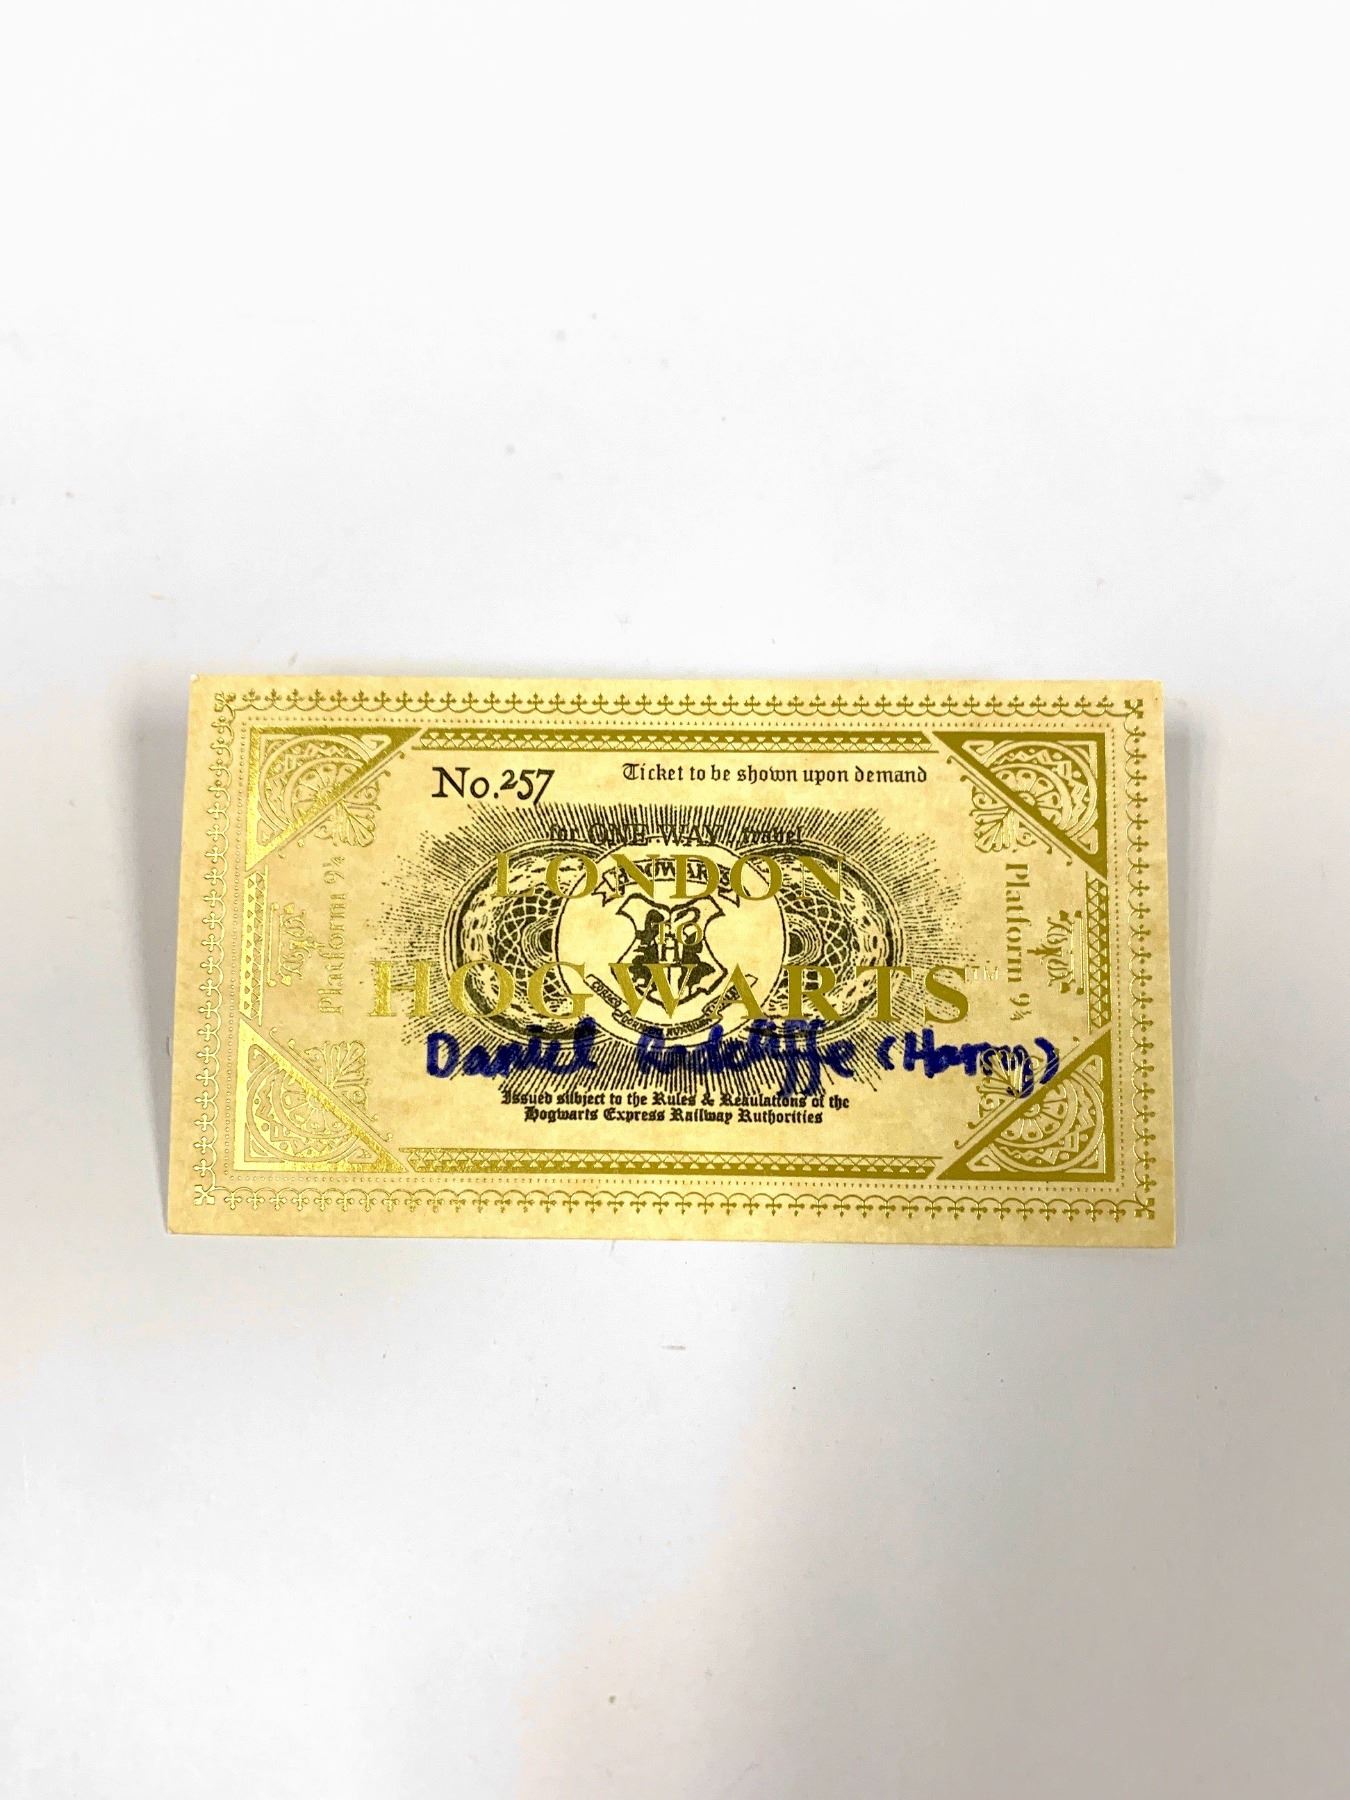 No.257
Ticket to be shown upon demand
for ONE WAY travel
LONDON
HOGWARTS
TO
H
HOGWARTS™
Platform 9¾
Platform 9¾
Daniel Radcliffe (Harry)
Issued subject to the Rules & Regulations of the
Hogwarts Express Railway Authorities